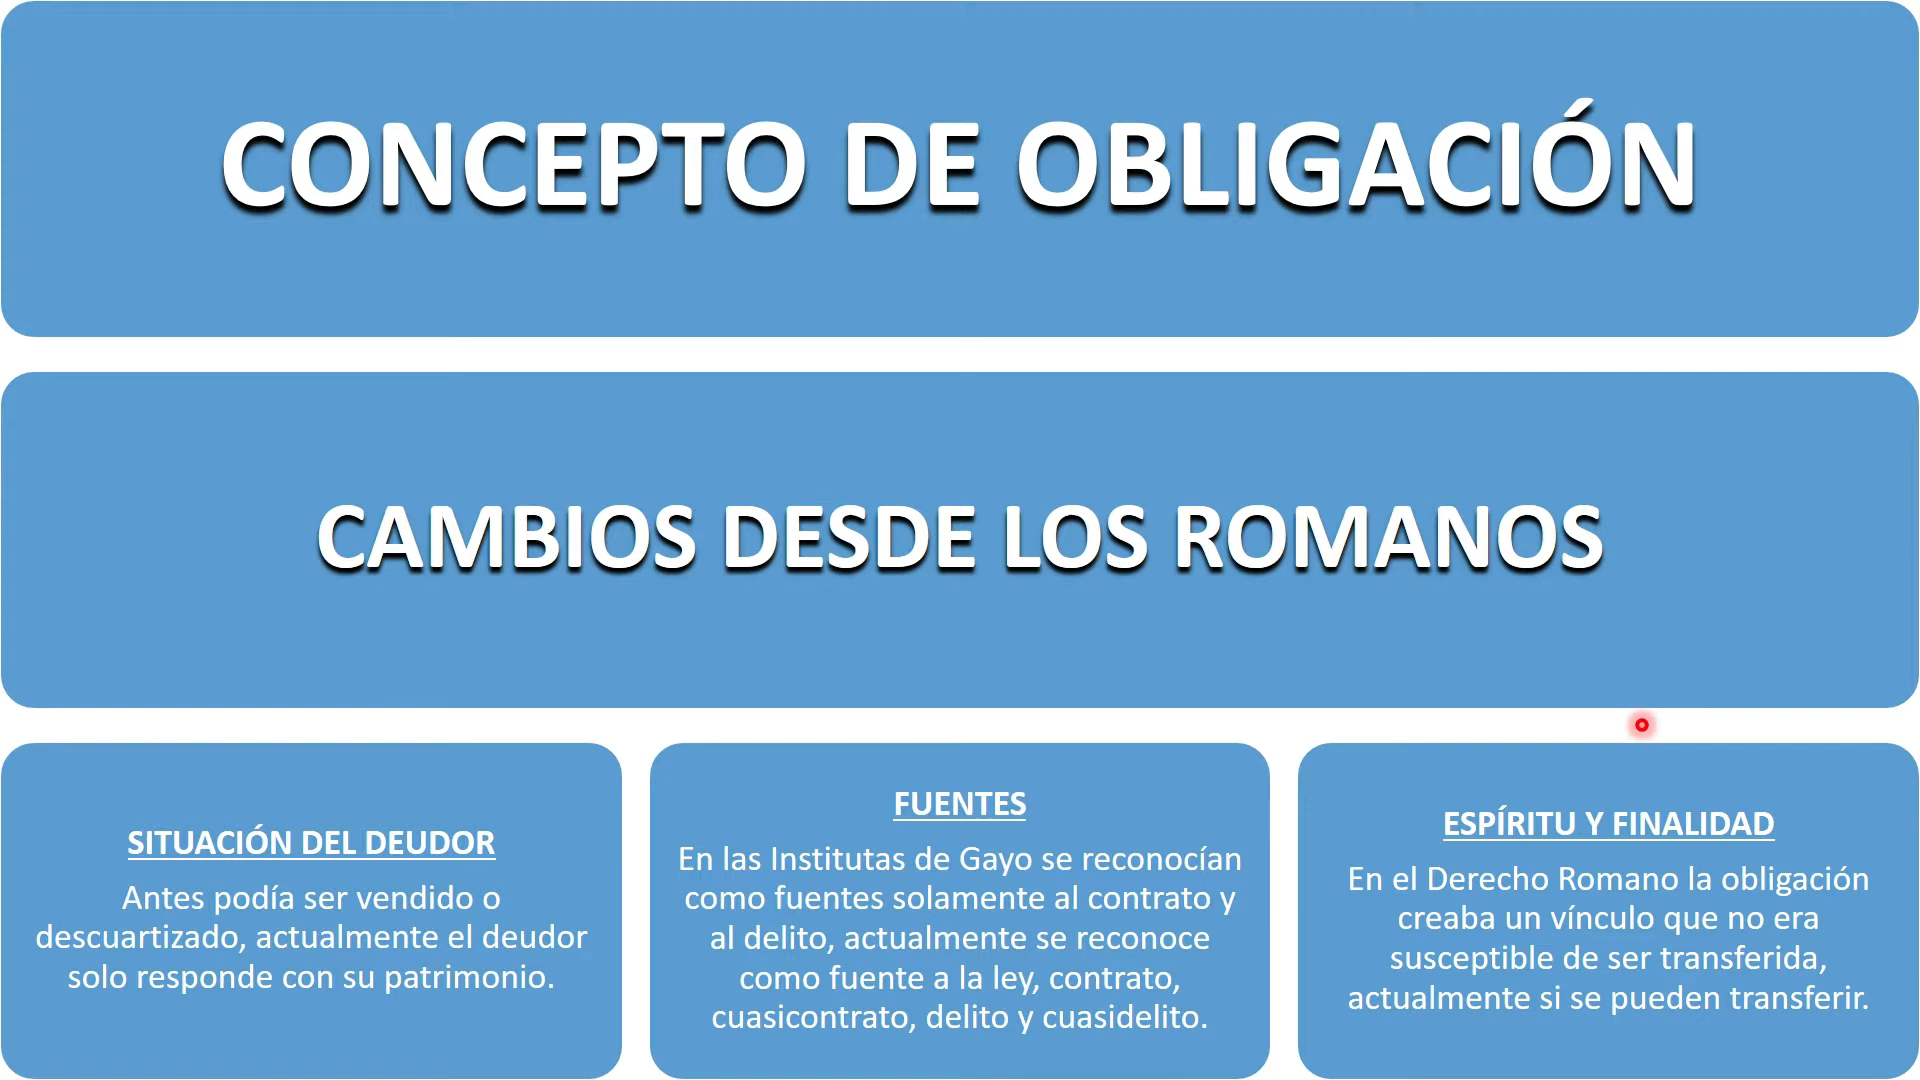 CONCEPTO DE OBLIGACIÓN
CAMBIOS DESDE LOS ROMANOS
SITUACIÓN DEL DEUDOR
Antes podía ser vendido o
descuartizado, actualmente el deudor
solo responde con su patrimonio.
FUENTES
En las Institutas de Gayo se reconocían
como fuentes solamente al contrato y
al delito, actualmente se reconoce
como fuente a la ley, contrato,
cuasicontrato, delito y cuasidelito.
ESPÍRITU Y FINALIDAD
En el Derecho Romano la obligación
creaba un vínculo que no era
susceptible de ser transferida,
actualmente si se pueden transferir.